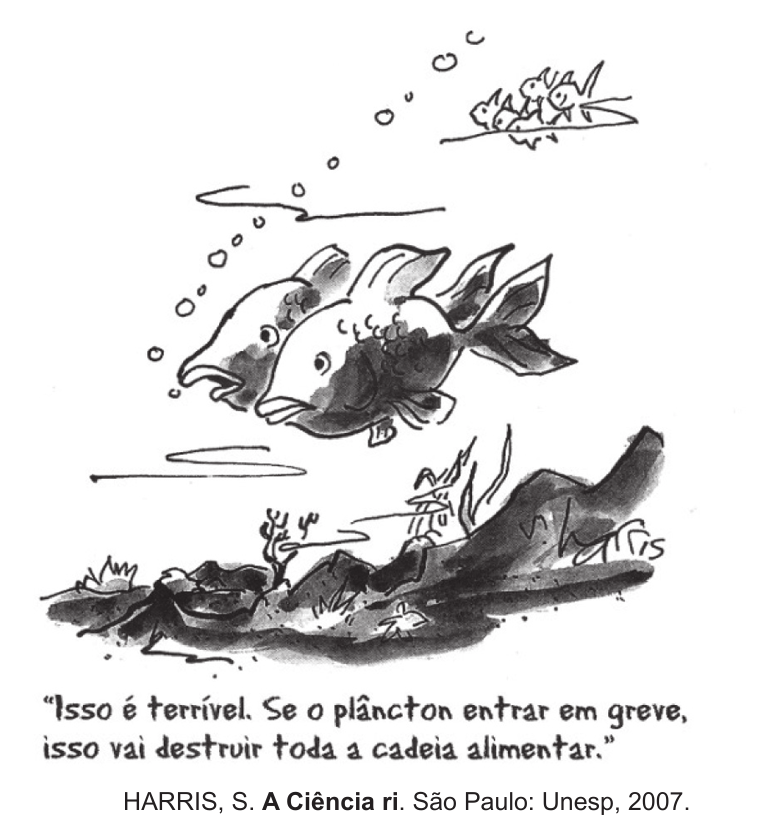 S. Harris
"Isso é terrível. Se o plâncton entrar em greve,
isso vai destruir toda a cadeia alimentar."
HARRIS, S. A Ciência ri. São Paulo: Unesp, 2007.